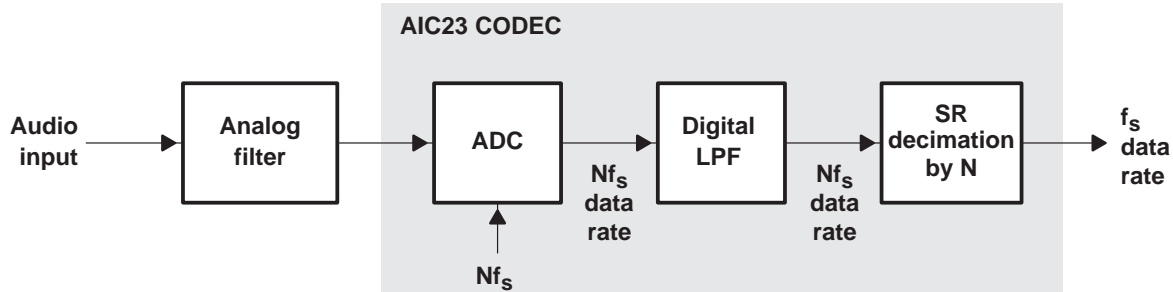 AIC23 CODEC
Audio
input
Analog
filter
ADC
Nfs
Nfs
data
rate
Digital
LPF
Nfs
data
rate
SR
decimation
by N
fs
data
rate